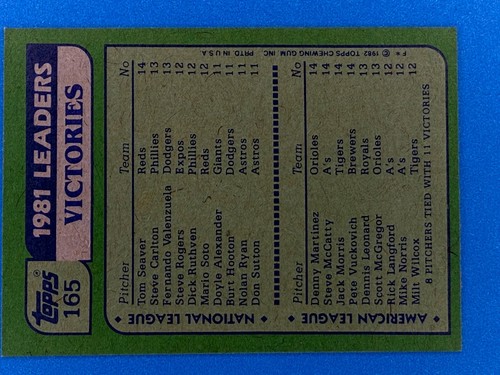 Topps®
165
1981 LEADERS
VICTORIES
NATIONAL LEAGUE
Pitcher Team No
Tom Seaver Reds 14
Steve Carlton Phillies 13
Fernando Valenzuela Dodgers 13
Steve Rogers Expos 12
Dick Ruthven Phillies 12
Mario Soto Reds 12
Doyle Alexander Giants 11
Burt Hooton Dodgers 11
Nolan Ryan Astros 11
Don Sutton Astros 11
AMERICAN LEAGUE
Pitcher Team No
Denny Martinez Orioles 14
Steve McCatty A's 14
Jack Morris Tigers 14
Pete Vuckovich Brewers 14
Dennis Leonard Royals 13
Scott McGregor Orioles 13
Rick Langford A's 12
Mike Norris A's 12
Milt Wilcox Tigers 12
8 PITCHERS TIED WITH 11 VICTORIES
F* © 1982 TOPPS CHEWING GUM, INC. PRTD. IN U.S.A.